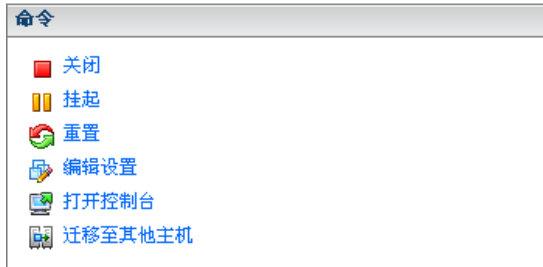 命令
关闭
挂起
重置
编辑设置
打开控制台
迁移至其他主机